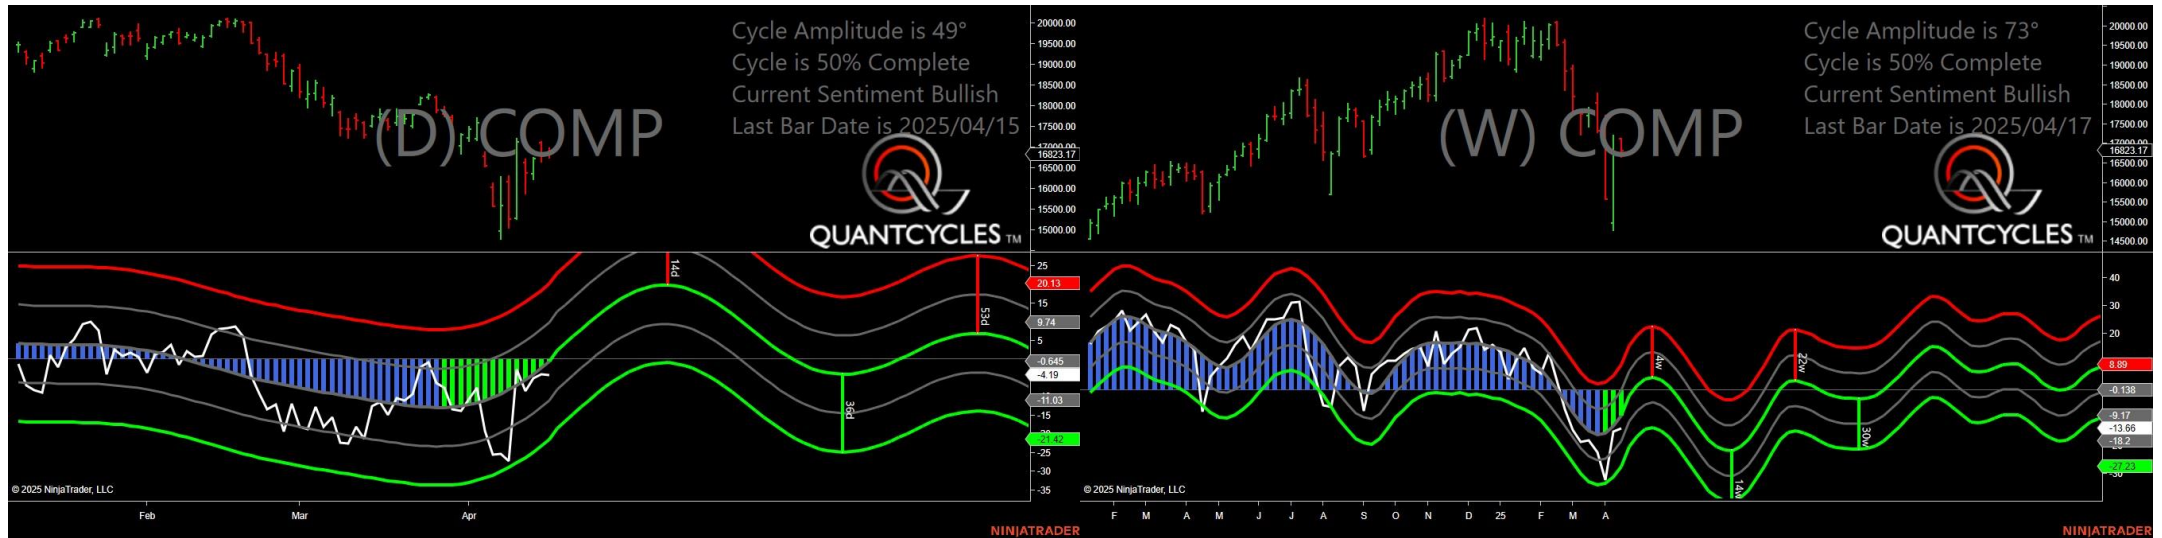 Cycle Amplitude is 49°
Cycle is 50% Complete
Current Sentiment Bullish
Last Bar Date is 2025/04/15
(D) COMP
QUANTCYCLES TM
20000.00
19500.00
19000.00
18500.00
18000.00
17500.00
17000.00
16823.17
16500.00
16000.00
15500.00
15000.00
14d
36d
53d
25
20.13
15
9.74
5
-0.645
-4.19
-11.03
-15
-21.42
-25
-30
-35
© 2025 NinjaTrader, LLC
Feb Mar Apr
NINJATRADER
Cycle Amplitude is 73°
Cycle is 50% Complete
Current Sentiment Bullish
Last Bar Date is 2025/04/17
(W) COMP
QUANTCYCLES TM
20000.00
19500.00
19000.00
18500.00
18000.00
17500.00
17000.00
16823.17
16500.00
16000.00
15500.00
15000.00
14500.00
4w
14w
22w
30w
40
30
20
8.89
-0.138
-9.17
-13.66
-18.2
-27.23
© 2025 NinjaTrader, LLC
F M A M J J A S O N D 25 F M A
NINJATRADER